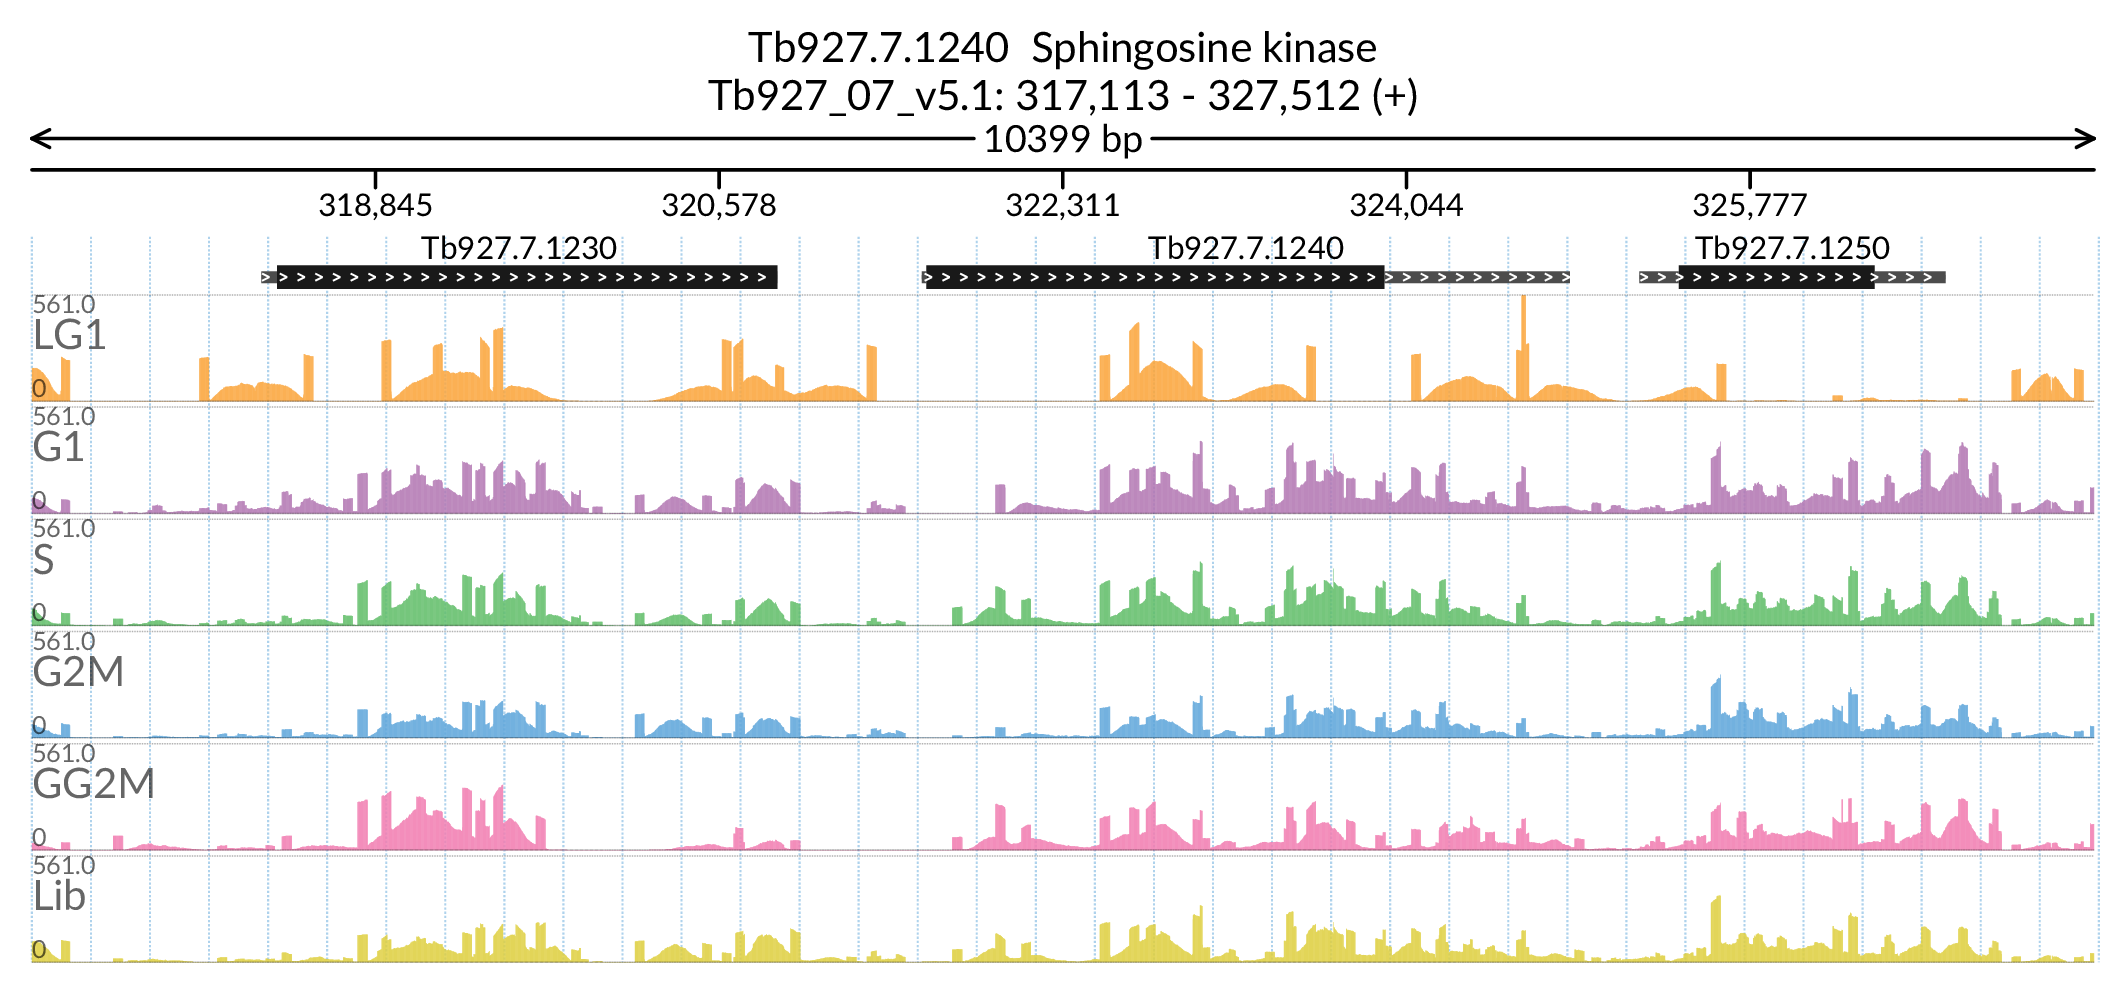 Tb927.7.1240 Sphingosine kinase
Tb927_07_v5.1: 317,113 - 327,512 (+)
10399 bp
318,845 320,578 322,311 324,044 325,777
Tb927.7.1230 Tb927.7.1240 Tb927.7.1250
561.0
LG1
0
561.0
G1
0
561.0
S
0
561.0
G2M
0
561.0
GG2M
0
561.0
Lib
0